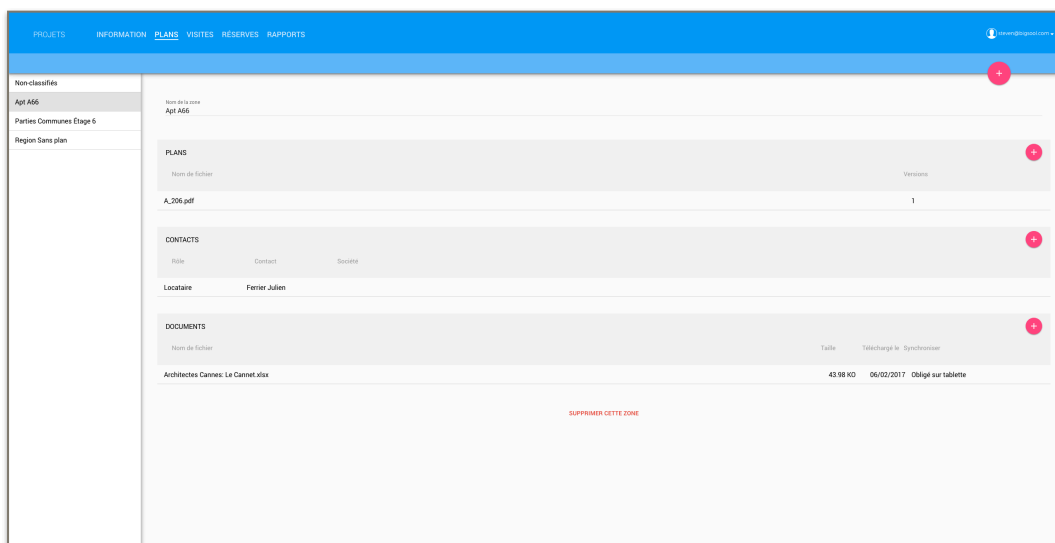 PROJETS INFORMATION PLANS VISITES RÉSERVES RAPPORTS steven@bigsool.com
Non-classifiés
Apt A66
Parties Communes Étage 6
Region Sans plan
Nom de la zone
Apt A66
PLANS
Nom de fichier Versions
A_206.pdf 1
CONTACTS
Rôle Contact Société
Locataire Ferrier Julien
DOCUMENTS
Nom de fichier Taille Téléchargé le Synchroniser
Architectes Cannes: Le Cannet.xlsx 43.98 KO 06/02/2017 Obligé sur tablette
SUPPRIMER CETTE ZONE